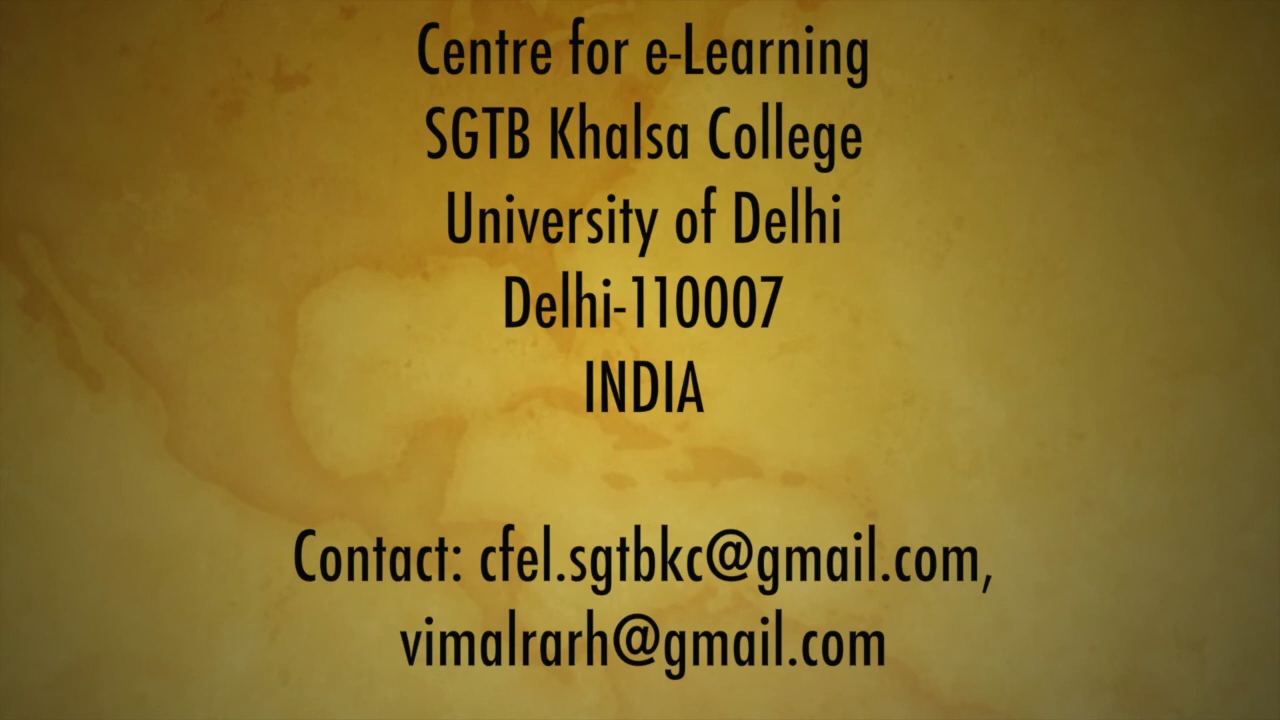 Centre for e-Learning
SGTB Khalsa College
University of Delhi
Delhi-110007
INDIA
Contact: cfel.sgtbkc@gmail.com,
vimalrarh@gmail.com